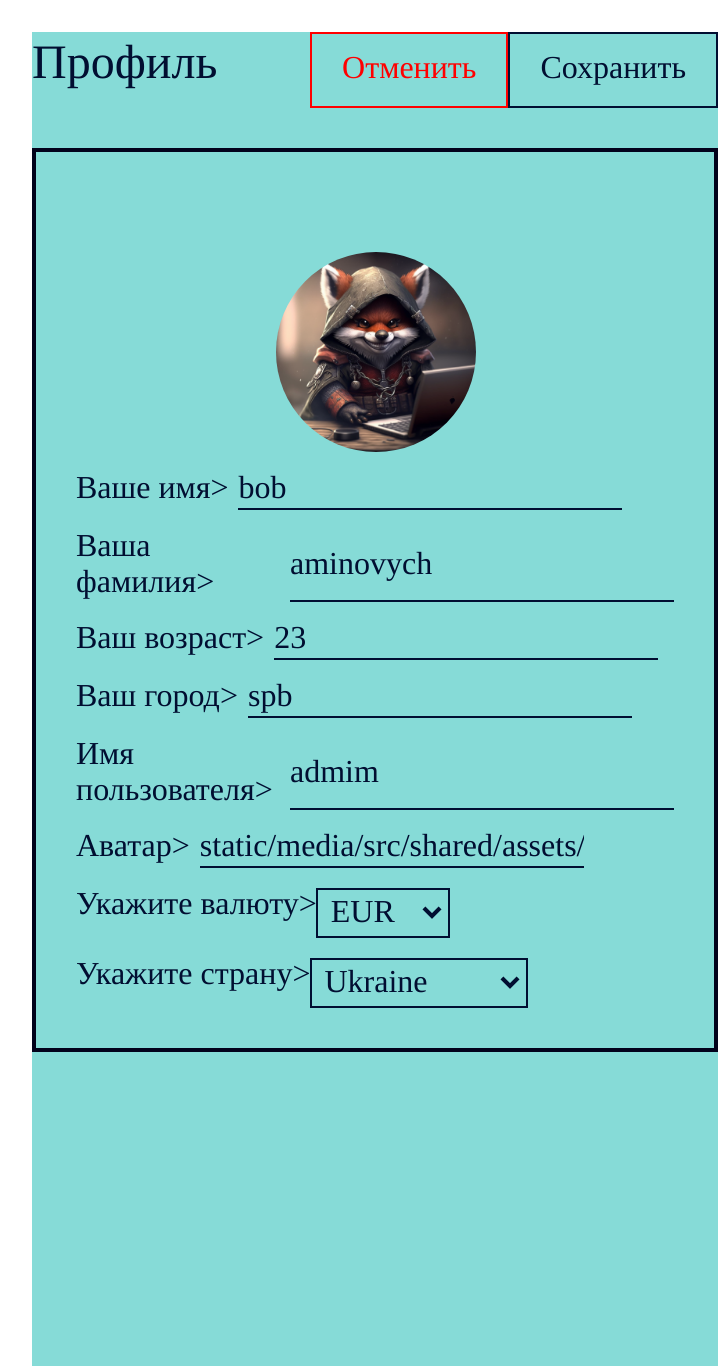 Профиль
Отменить
Сохранить
Ваше имя> bob
Ваша
фамилия>
aminovych
Ваш возраст> 23
Ваш город> spb
Имя
пользователя>
admim
Аватар> static/media/src/shared/assets/
Укажите валюту> EUR
Укажите страну> Ukraine